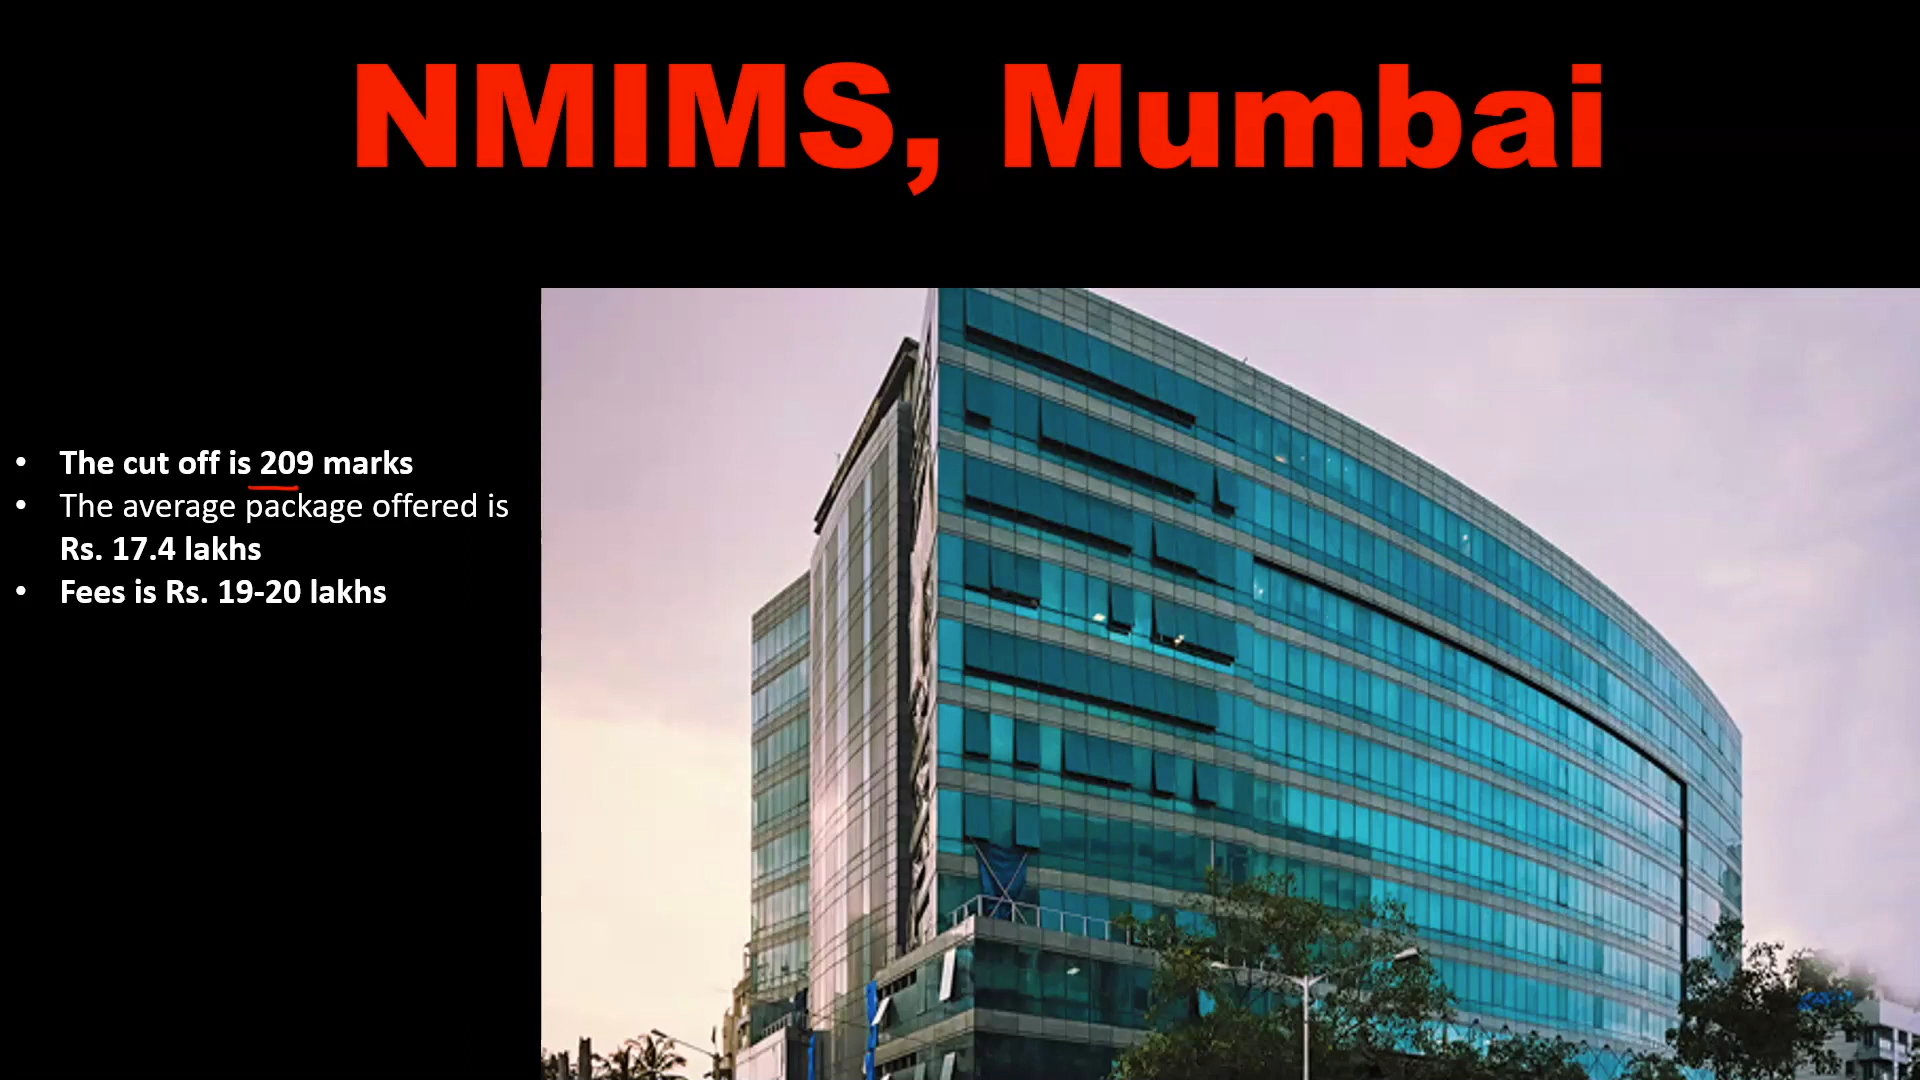 NMIMS, Mumbai
• The cut off is 209 marks
• The average package offered is
Rs. 17.4 lakhs
• Fees is Rs. 19-20 lakhs